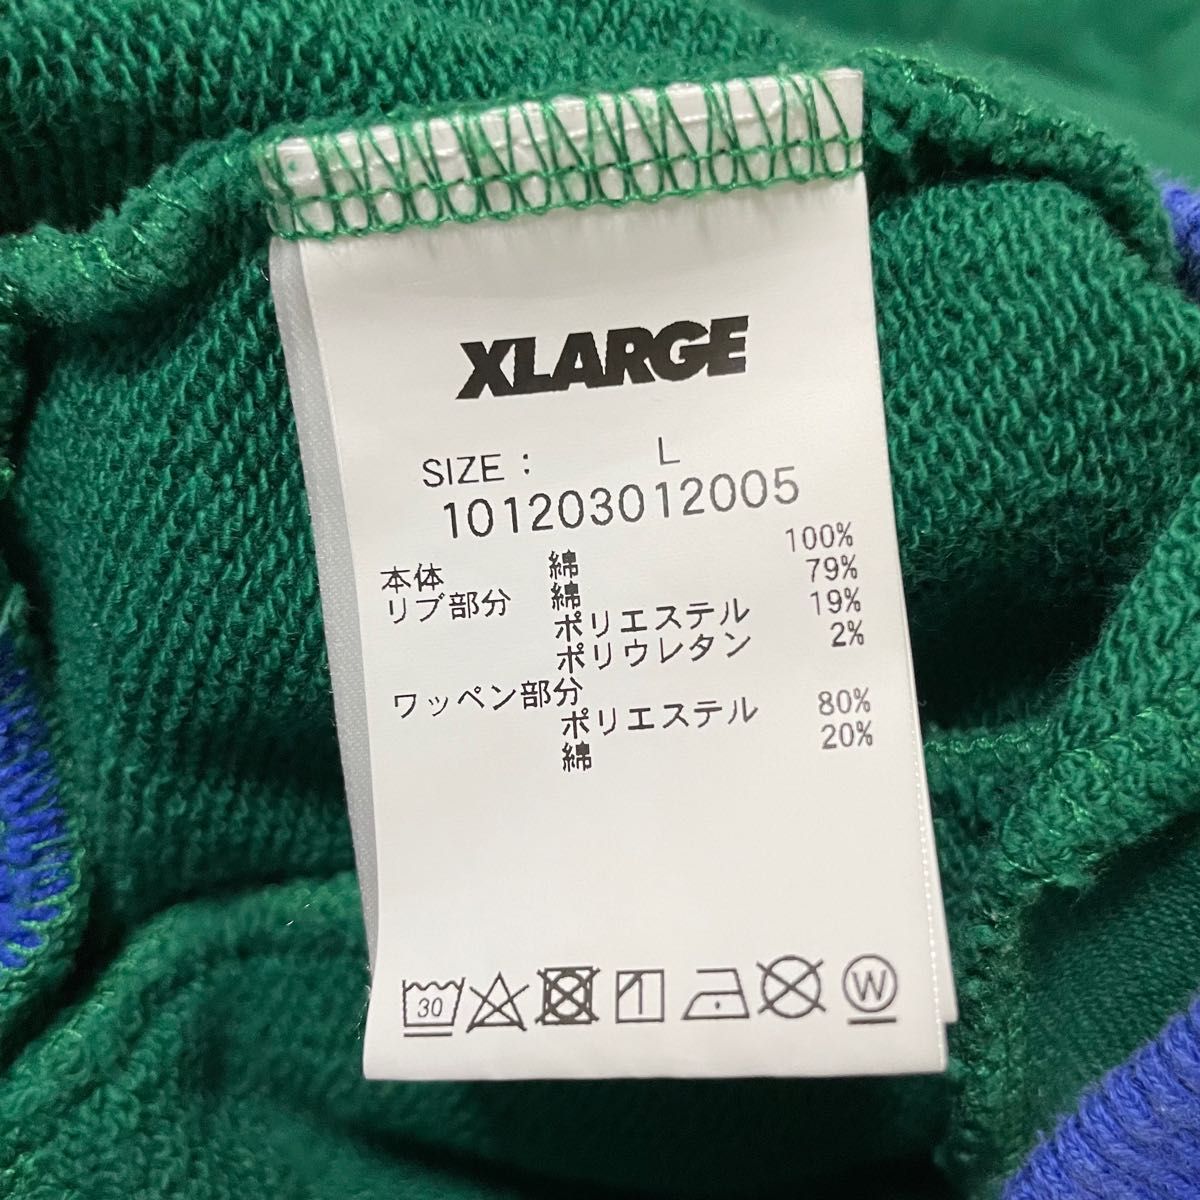 XLARGE
SIZE : L
101203012005
本体 綿 100%
リブ部分 綿 79%
ポリエステル 19%
ポリウレタン 2%
ワッペン部分
ポリエステル 80%
綿 20%
30 W